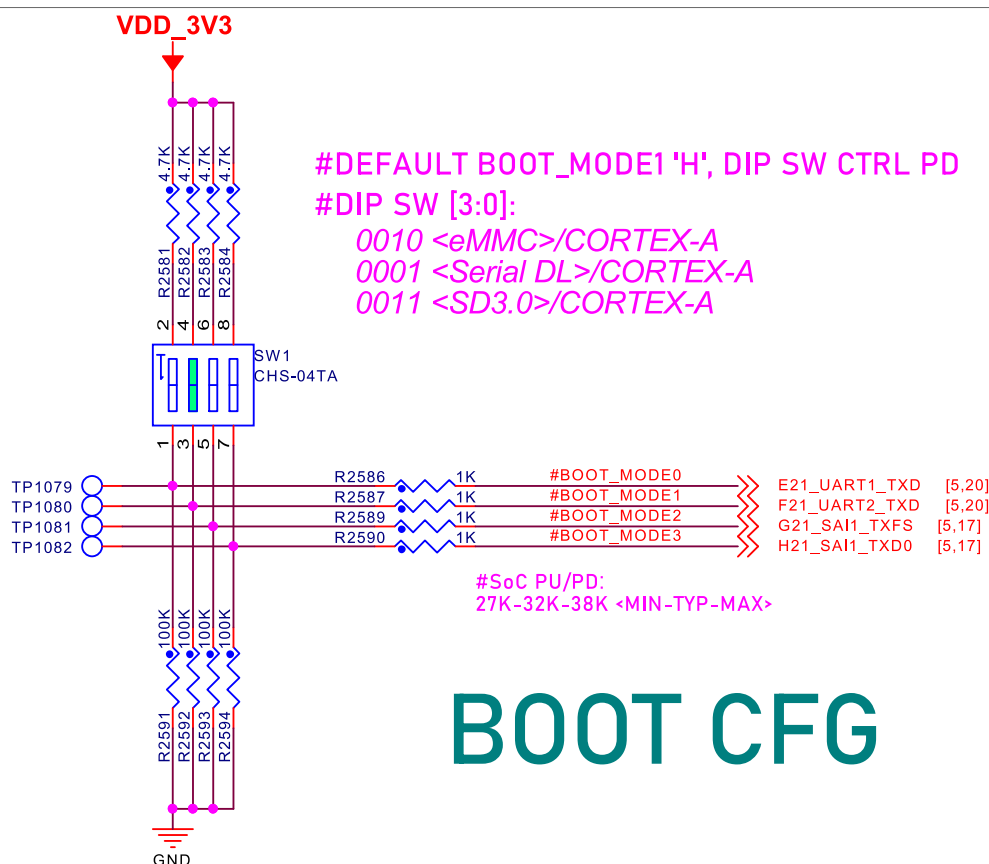 VDD_3V3
4.7K
4.7K
4.7K
4.7K
#DEFAULT BOOT_MODE1 'H', DIP SW CTRL PD
#DIP SW [3:0]:
0010 <eMMC>/CORTEX-A
0001 <Serial DL>/CORTEX-A
0011 <SD3.0>/CORTEX-A
R2581
R2582
R2583
R2584
2
4
6
8
SW1
CHS-04TA
1
3
5
7
TP1079 R2586 1K #BOOT_MODE0 E21_UART1_TXD [5,20]
TP1080 R2587 1K #BOOT_MODE1 F21_UART2_TXD [5,20]
TP1081 R2589 1K #BOOT_MODE2 G21_SAI1_TXFS [5,17]
TP1082 R2590 1K #BOOT_MODE3 H21_SAI1_TXD0 [5,17]
#SoC PU/PD:
27K-32K-38K <MIN-TYP-MAX>
100K
100K
100K
100K
R2591
R2592
R2593
R2594
BOOT CFG
GND